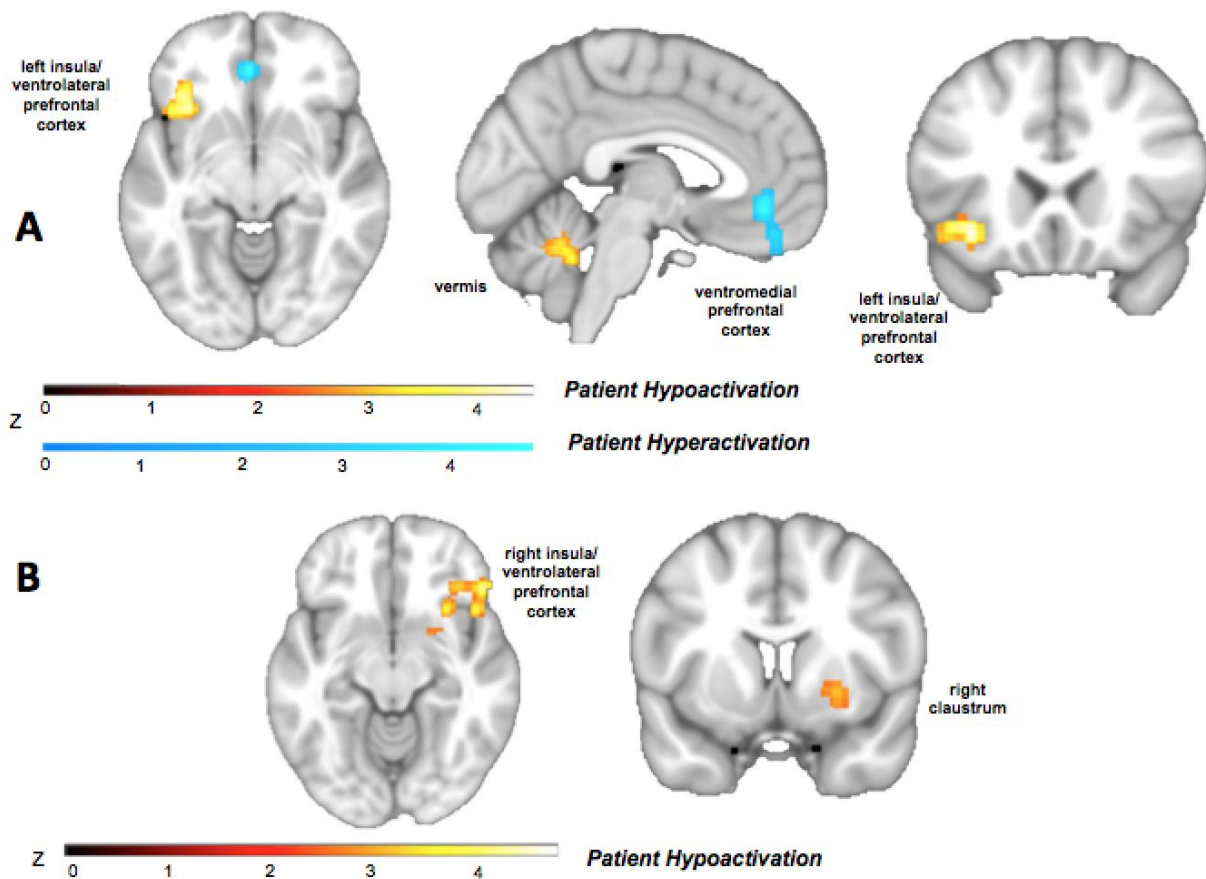 left insula/
ventrolateral
prefrontal
cortex
A
vermis
ventromedial
prefrontal
cortex
left insula/
ventrolateral
prefrontal
cortex
Z
0 1 2 3 4
Patient Hypoactivation
0 1 2 3 4
Patient Hyperactivation
B
right insula/
ventrolateral
prefrontal
cortex
right
claustrum
Z
0 1 2 3 4
Patient Hypoactivation